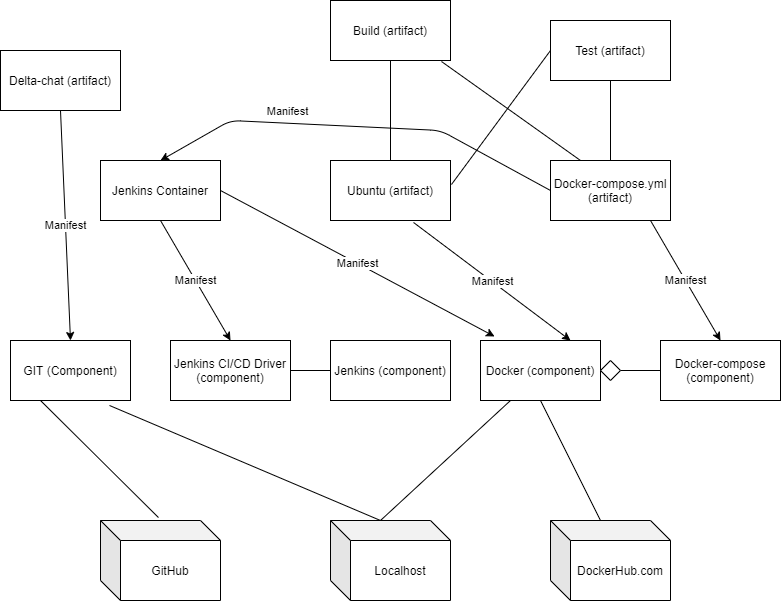 Build (artifact)
Test (artifact)
Delta-chat (artifact)
Manifest
Jenkins Container
Ubuntu (artifact)
Docker-compose.yml
(artifact)
Manifest
Manifest
Manifest
Manifest
Manifest
GIT (Component)
Jenkins CI/CD Driver
(component)
Jenkins (component)
Docker (component)
Docker-compose
(component)
GitHub
Localhost
DockerHub.com